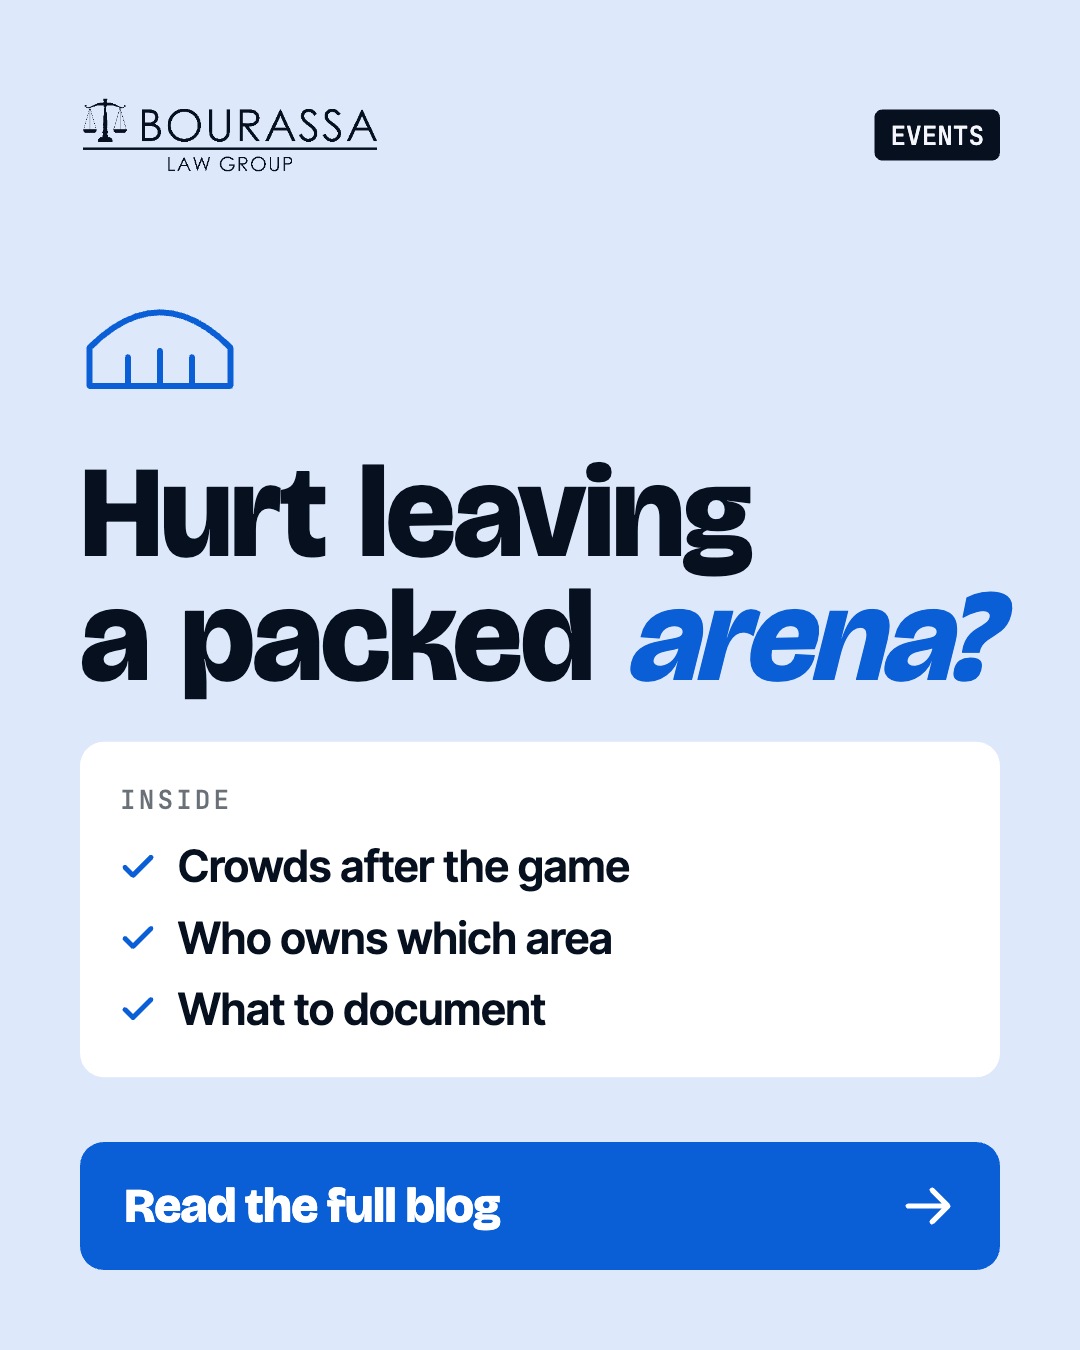 BOURASSA
LAW GROUP
EVENTS
Hurt leaving
a packed arena?
INSIDE
Crowds after the game
Who owns which area
What to document
Read the full blog